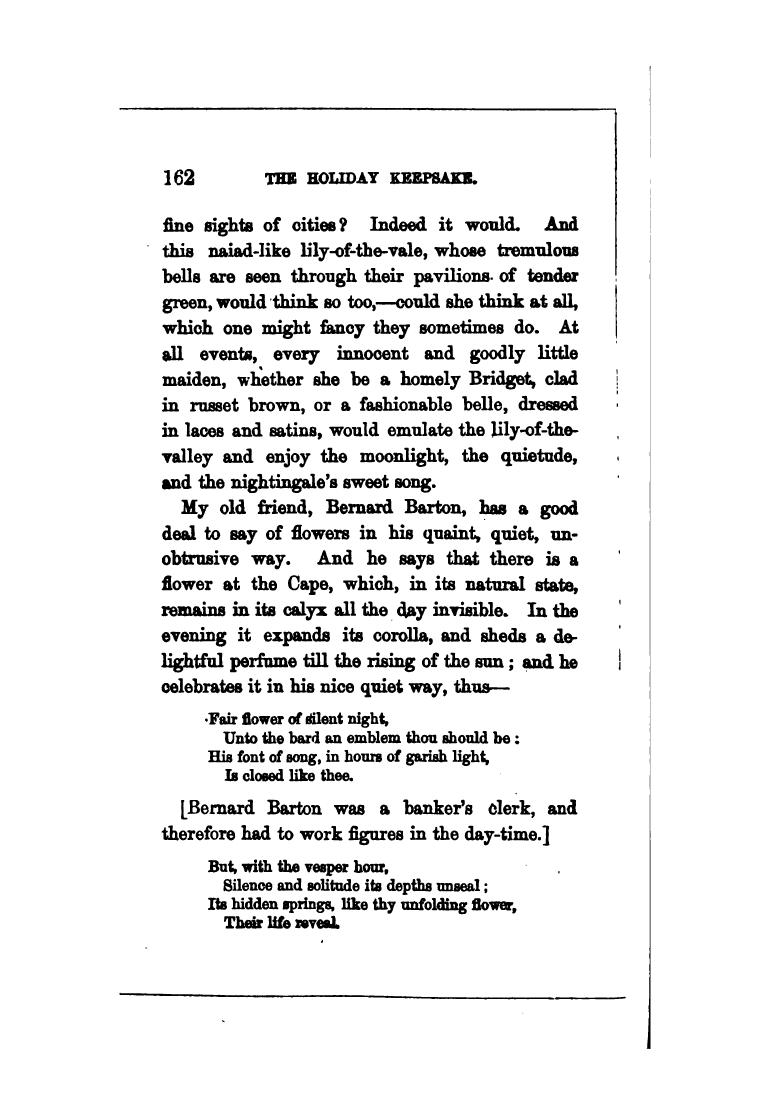 162 THE HOLIDAY KEEPSAKE.
fine sights of cities? Indeed it would. And
this naiad-like lily-of-the-vale, whose tremulous
bells are seen through their pavilions of tender
green, would think so too,—could she think at all,
which one might fancy they sometimes do. At
all events, every innocent and goodly little
maiden, whether she be a homely Bridget, clad
in russet brown, or a fashionable belle, dressed
in laces and satins, would emulate the lily-of-the-
valley and enjoy the moonlight, the quietude,
and the nightingale's sweet song.
My old friend, Bernard Barton, has a good
deal to say of flowers in his quaint, quiet, un-
obtrusive way. And he says that there is a
flower at the Cape, which, in its natural state,
remains in its calyx all the day invisible. In the
evening it expands its corolla, and sheds a de-
lightful perfume till the rising of the sun; and he
celebrates it in his nice quiet way, thus—
Fair flower of silent night,
Unto the bard an emblem thou should be:
His font of song, in hours of garish light,
Is closed like thee.
[Bernard Barton was a banker's clerk, and
therefore had to work figures in the day-time.]
But, with the vesper hour,
Silence and solitude its depths unseal;
Its hidden springs, like thy unfolding flower,
Their life reveal.